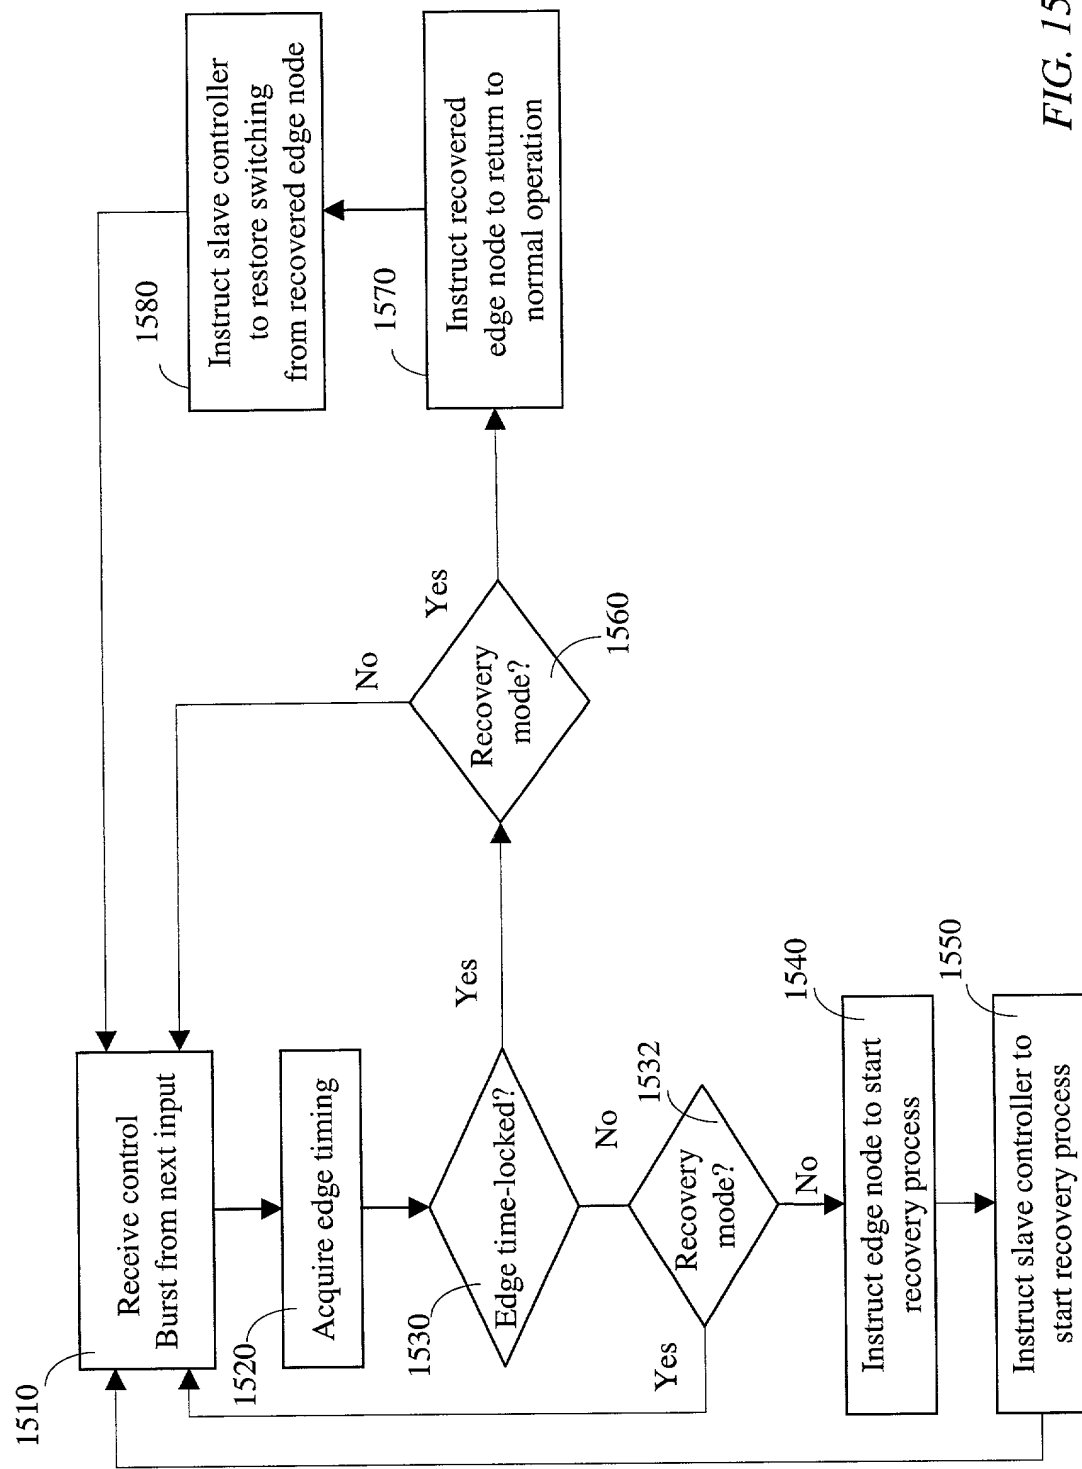 1510
Receive control
Burst from next input
1520
Acquire edge timing
1530
Edge time-locked?
Yes
No
1532
Recovery
mode?
Yes
No
1540
Instruct edge node to start
recovery process
1550
Instruct slave controller to
start recovery process
Recovery
mode?
1560
No
Yes
1570
Instruct recovered
edge node to return to
normal operation
1580
Instruct slave controller
to restore switching
from recovered edge node
FIG. 15